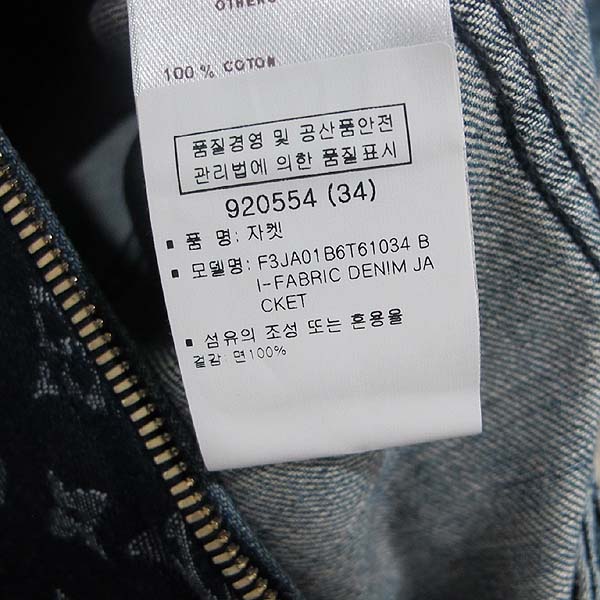 OTHERS
100 % COTON
품질경영 및 공산품안전
관리법에 의한 품질표시
920554 (34)
■ 품 명: 자켓
■ 모델명: F3JA01B6T61034 B
I-FABRIC DENIM JA
CKET
■ 섬유의 조성 또는 혼용율
겉감: 면100%